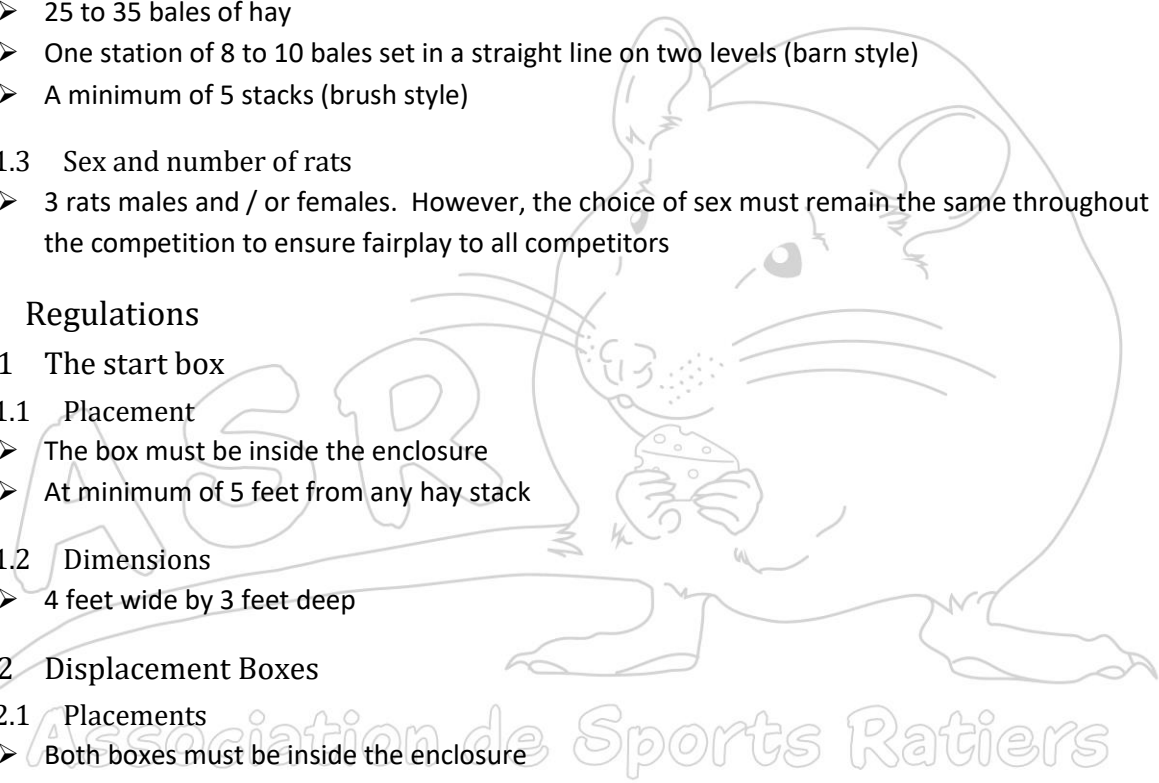 ➢ 25 to 35 bales of hay
➢ One station of 8 to 10 bales set in a straight line on two levels (barn style)
➢ A minimum of 5 stacks (brush style)
1.3 Sex and number of rats
➢ 3 rats males and / or females. However, the choice of sex must remain the same throughout
the competition to ensure fairplay to all competitors
Regulations
1 The start box
1.1 Placement
➢ The box must be inside the enclosure
➢ At minimum of 5 feet from any hay stack
1.2 Dimensions
➢ 4 feet wide by 3 feet deep
2 Displacement Boxes
2.1 Placements
➢ Both boxes must be inside the enclosure
ASR
Association de Sports Ratiers